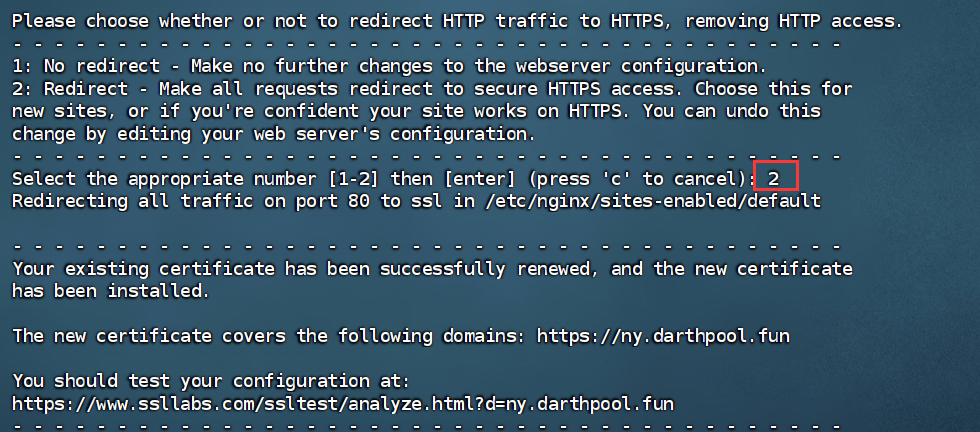 Please choose whether or not to redirect HTTP traffic to HTTPS, removing HTTP access.
- - - - - - - - - - - - - - - - - - - - - - - - - - - - - - - - - - - - - - - -
1: No redirect - Make no further changes to the webserver configuration.
2: Redirect - Make all requests redirect to secure HTTPS access. Choose this for
new sites, or if you're confident your site works on HTTPS. You can undo this
change by editing your web server's configuration.
- - - - - - - - - - - - - - - - - - - - - - - - - - - - - - - - - - - - - - - -
Select the appropriate number [1-2] then [enter] (press 'c' to cancel): 2
Redirecting all traffic on port 80 to ssl in /etc/nginx/sites-enabled/default
- - - - - - - - - - - - - - - - - - - - - - - - - - - - - - - - - - - - - - - -
Your existing certificate has been successfully renewed, and the new certificate
has been installed.
The new certificate covers the following domains: https://ny.darthpool.fun
You should test your configuration at:
https://www.ssllabs.com/ssltest/analyze.html?d=ny.darthpool.fun
- - - - - - - - - - - - - - - - - - - - - - - - - - - - - - - - - - - - - - - -